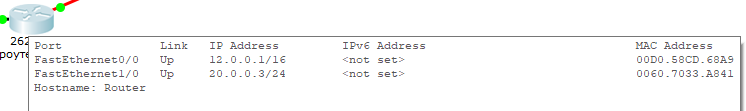 262
роуте
Port Link IP Address IPv6 Address MAC Address
FastEthernet0/0 Up 12.0.0.1/16 <not set> 00D0.58CD.68A9
FastEthernet1/0 Up 20.0.0.3/24 <not set> 0060.7033.A841
Hostname: Router